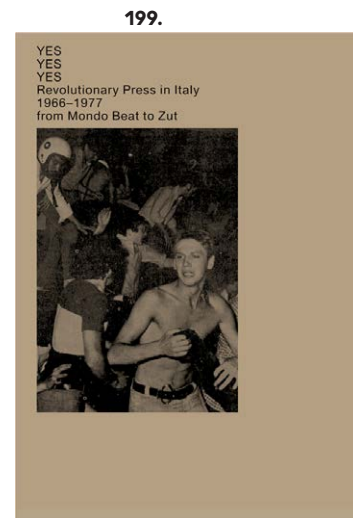 199.
YES
YES
YES
Revolutionary Press in Italy
1966–1977
from Mondo Beat to Zut